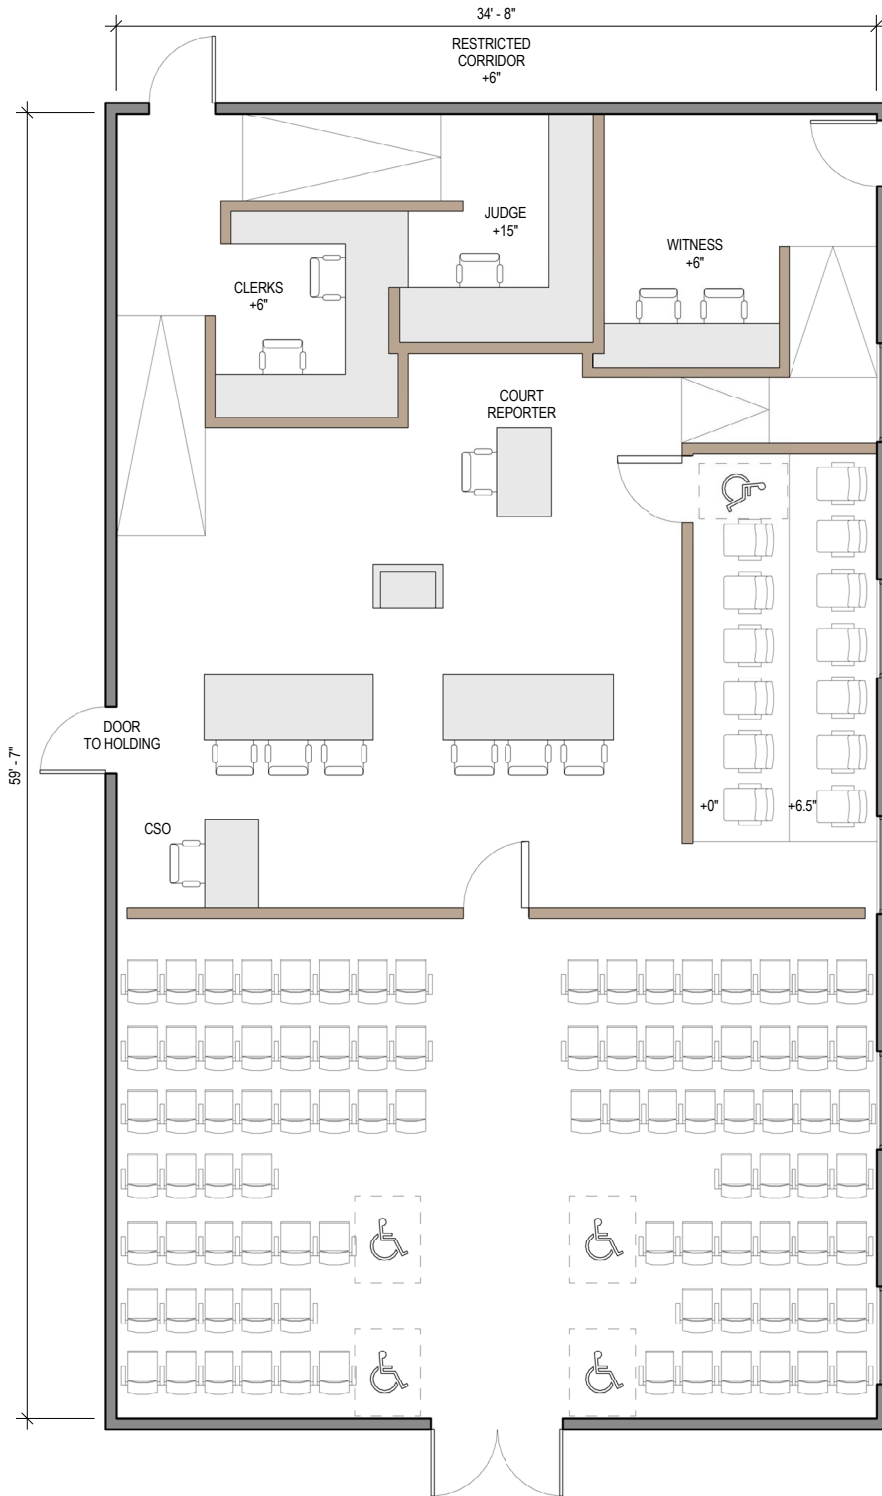 34' - 8"
RESTRICTED
CORRIDOR
+6"
JUDGE
+15"
WITNESS
+6"
CLERKS
+6"
COURT
REPORTER
DOOR
TO HOLDING
59' - 7"
+0"
+6.5"
CSO